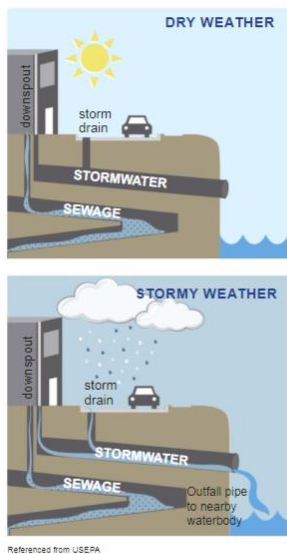 DRY WEATHER
downspout
storm
drain
STORMWATER
SEWAGE
STORMY WEATHER
downspout
storm
drain
STORMWATER
SEWAGE
Outfall pipe
to nearby
waterbody
Referenced from USEPA